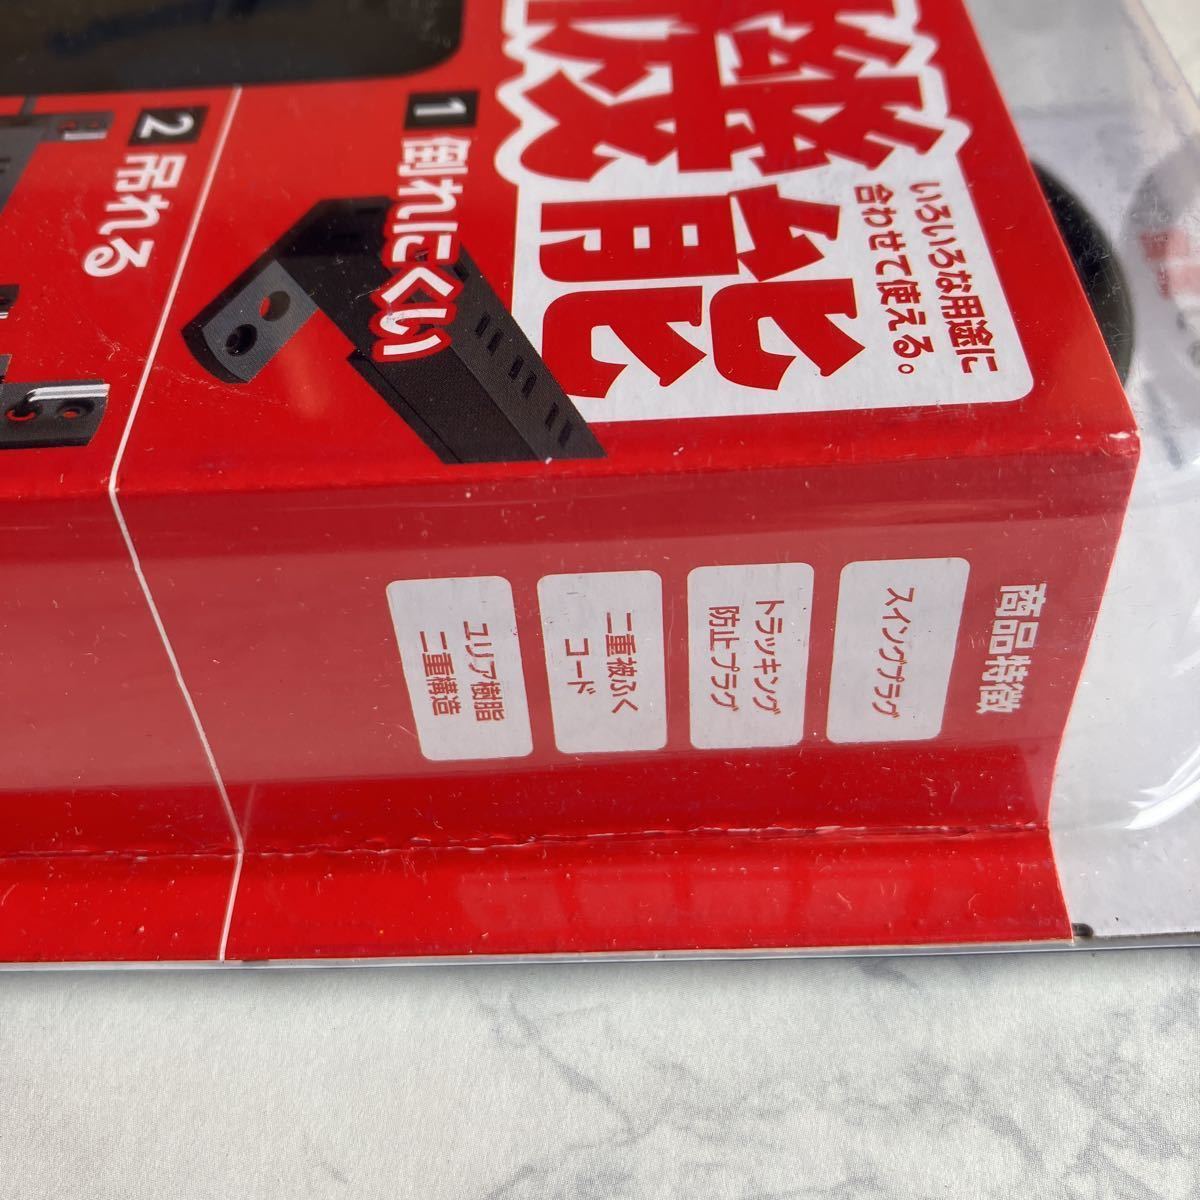 機能
いろいろな用途に
合わせて使える。
1 倒れにくい
2 吊れる
商品特徴
スイングプラグ
トラッキング
防止プラグ
二重被ふく
コード
ユリア樹脂
二重構造